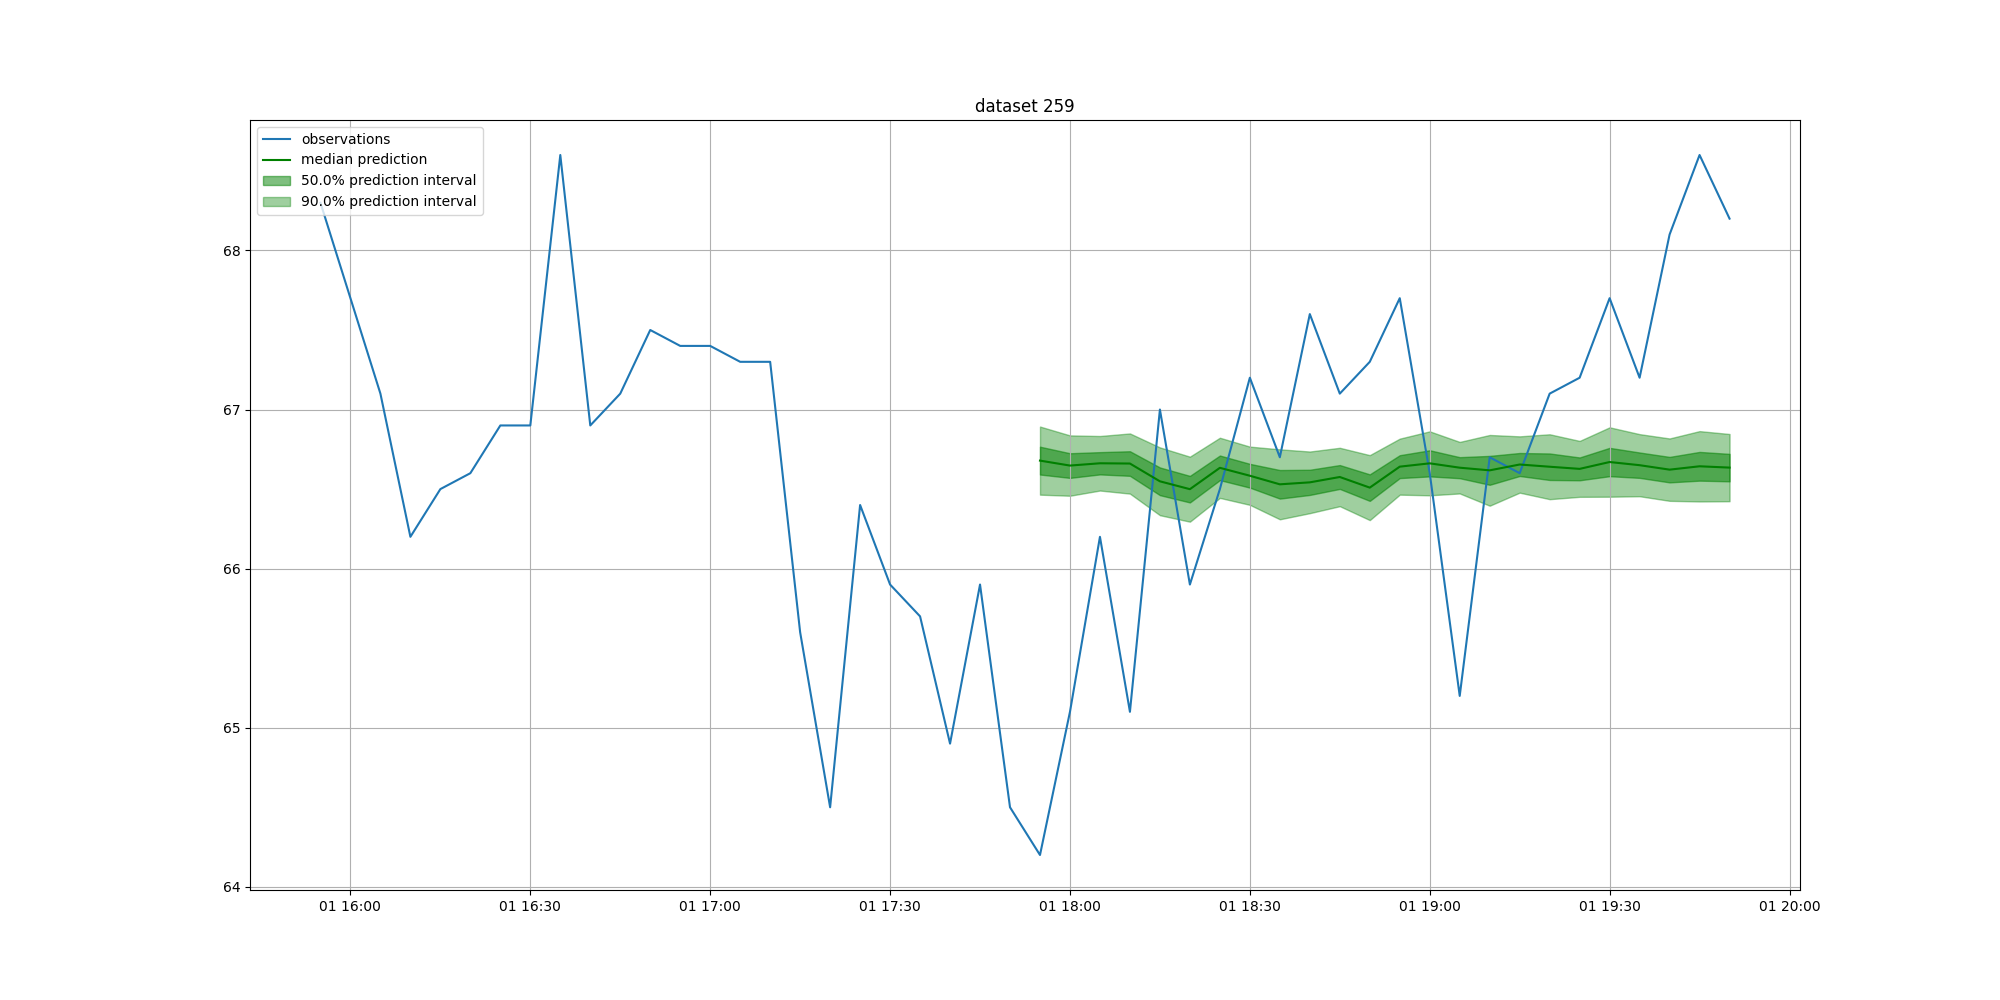 dataset 259
observations
median prediction
50.0% prediction interval
90.0% prediction interval
68
67
66
65
64
01 16:00 01 16:30 01 17:00 01 17:30 01 18:00 01 18:30 01 19:00 01 19:30 01 20:00